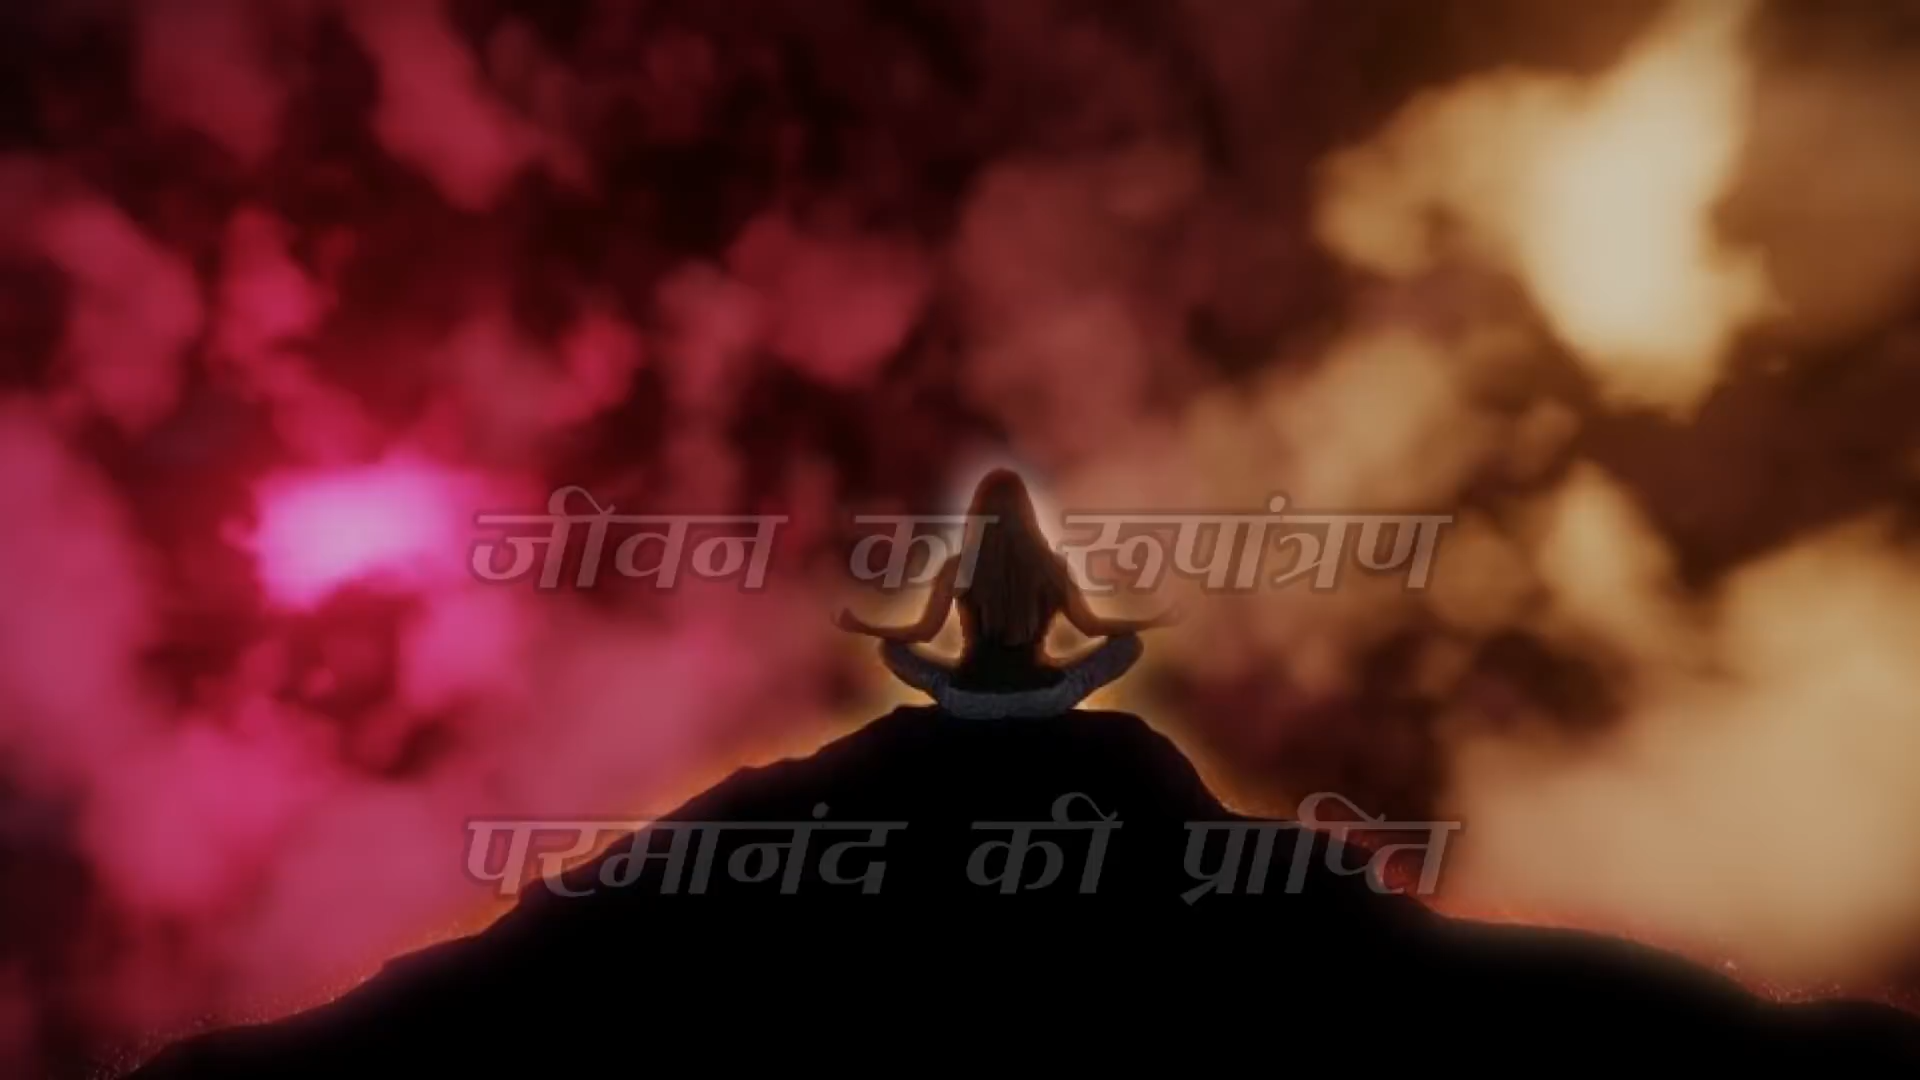 जीवन का रूपांत्रण
परमानंद की प्राप्ति